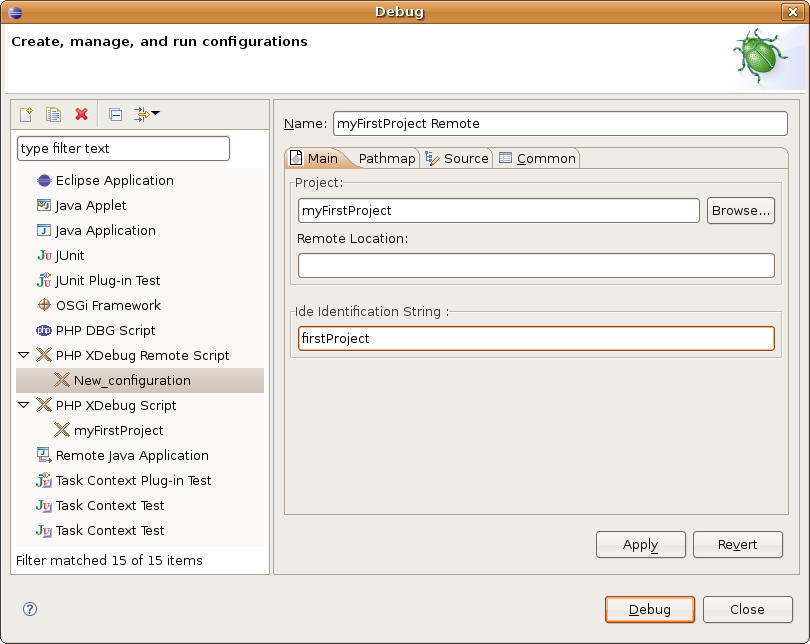 Debug
Create, manage, and run configurations
type filter text
Eclipse Application
Java Applet
Java Application
Ju JUnit
JUnit Plug-in Test
OSGi Framework
php PHP DBG Script
PHP XDebug Remote Script
New_configuration
PHP XDebug Script
myFirstProject
Remote Java Application
Task Context Plug-in Test
Task Context Test
Task Context Test
Filter matched 15 of 15 items
Name: myFirstProject Remote
Main Pathmap Source Common
Project:
myFirstProject Browse...
Remote Location:
Ide Identification String :
firstProject
Apply Revert
? Debug Close